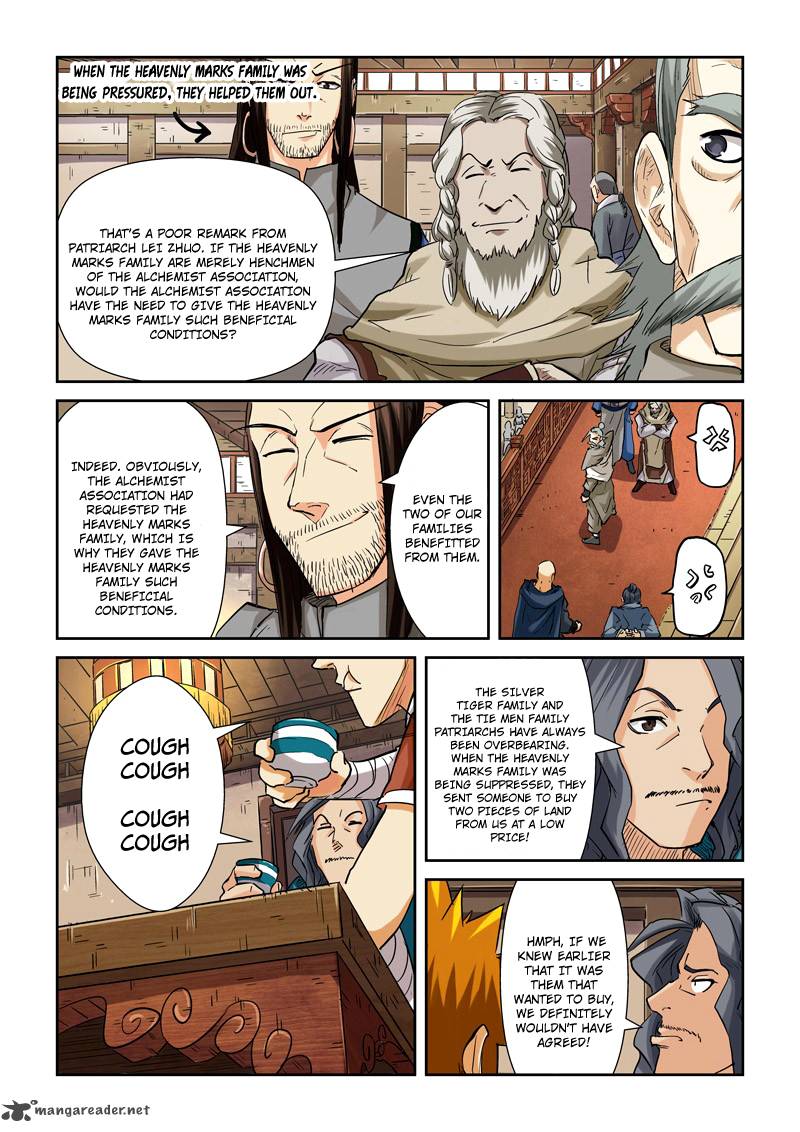 WHEN THE HEAVENLY MARKS FAMILY WAS
BEING PRESSURED, THEY HELPED THEM OUT.
THAT'S A POOR REMARK FROM
PATRIARCH LEI ZHUO. IF THE HEAVENLY
MARKS FAMILY ARE MERELY HENCHMEN
OF THE ALCHEMIST ASSOCIATION,
WOULD THE ALCHEMIST ASSOCIATION
HAVE THE NEED TO GIVE THE HEAVENLY
MARKS FAMILY SUCH BENEFICIAL
CONDITIONS?
INDEED. OBVIOUSLY,
THE ALCHEMIST
ASSOCIATION HAD
REQUESTED THE
HEAVENLY MARKS
FAMILY, WHICH IS
WHY THEY GAVE THE
HEAVENLY MARKS
FAMILY SUCH
BENEFICIAL
CONDITIONS.
EVEN THE
TWO OF OUR
FAMILIES
BENEFITTED
FROM THEM.
COUGH
COUGH
COUGH
COUGH
THE SILVER
TIGER FAMILY AND
THE TIE MEN FAMILY
PATRIARCHS HAVE ALWAYS
BEEN OVERBEARING.
WHEN THE HEAVENLY
MARKS FAMILY WAS
BEING SUPPRESSED, THEY
SENT SOMEONE TO BUY
TWO PIECES OF LAND
FROM US AT A LOW
PRICE!
HMPH, IF WE
KNEW EARLIER
THAT IT WAS
THEM THAT
WANTED TO BUY,
WE DEFINITELY
WOULDN'T HAVE
AGREED!
mangareader.net